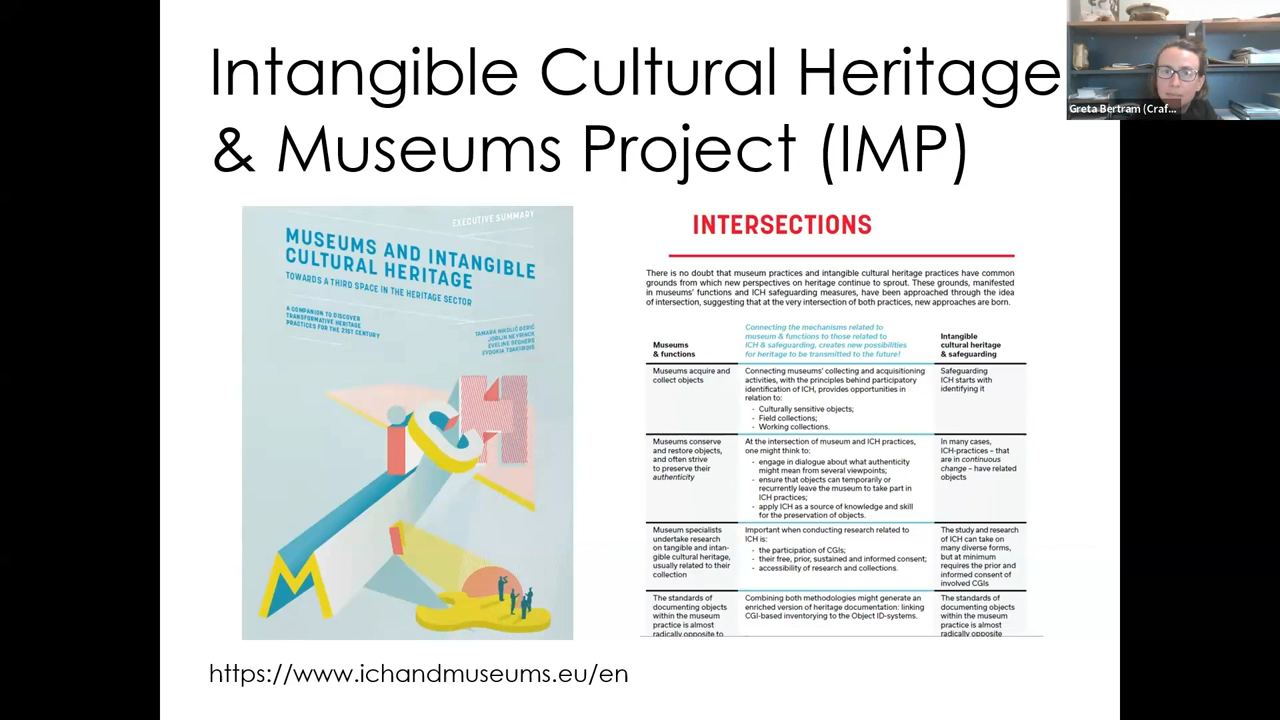 Intangible Cultural Heritage
& Museums Project (IMP)
Greta Bertram (Craf...
EXECUTIVE SUMMARY
MUSEUMS AND INTANGIBLE
CULTURAL HERITAGE
TOWARDS A THIRD SPACE IN THE HERITAGE SECTOR
A COMPANION TO DISCOVER
TRANSFORMATIVE HERITAGE
PRACTICES FOR THE 21ST CENTURY
TAMARA NIKOLIĆ ĐERIĆ
JORIJN NEYRINCK
EVELINE SEGHERS
EVDOKIA TSAKIRIDIS
ICH
M
INTERSECTIONS
There is no doubt that museum practices and intangible cultural heritage practices have common
grounds from which new perspectives on heritage continue to sprout. These grounds, manifested
in museums' functions and ICH safeguarding measures, have been approached through the idea
of intersection, suggesting that at the very intersection of both practices, new approaches are born.
Museums
& functions
Connecting the mechanisms related to
museum & functions to those related to
ICH & safeguarding, creates new possibilities
for heritage to be transmitted to the future!
Intangible
cultural heritage
& safeguarding
Museums acquire and
collect objects
Connecting museums' collecting and acquisitioning
activities, with the principles behind participatory
identification of ICH, provides opportunities in
relation to:
- Culturally sensitive objects;
- Field collections;
- Working collections.
Safeguarding
ICH starts with
identifying it
Museums conserve
and restore objects,
and often strive
to preserve their
authenticity
At the intersection of museum and ICH practices,
one might think to:
- engage in dialogue about what authenticity
might mean from several viewpoints;
- ensure that objects can temporarily or
recurrently leave the museum to take part in
ICH practices;
- apply ICH as a source of knowledge and skill
for the preservation of objects.
In many cases,
ICH-practices – that
are in continuous
change – have related
objects
Museum specialists
undertake research
on tangible and intan-
gible cultural heritage,
usually related to their
collection
Important when conducting research related to
ICH is:
- the participation of CGIs;
- their free, prior, sustained and informed consent;
- accessibility of research and collections.
The study and research
of ICH can take on
many diverse forms,
but at minimum
requires the prior and
informed consent of
involved CGIs
The standards of
documenting objects
within the museum
practice is almost
radically opposite to
Combining both methodologies might generate an
enriched version of heritage documentation: linking
CGI-based inventorying to the Object ID-systems.
The standards of
documenting objects
within the museum
practice is almost
radically opposite
https://www.ichandmuseums.eu/en